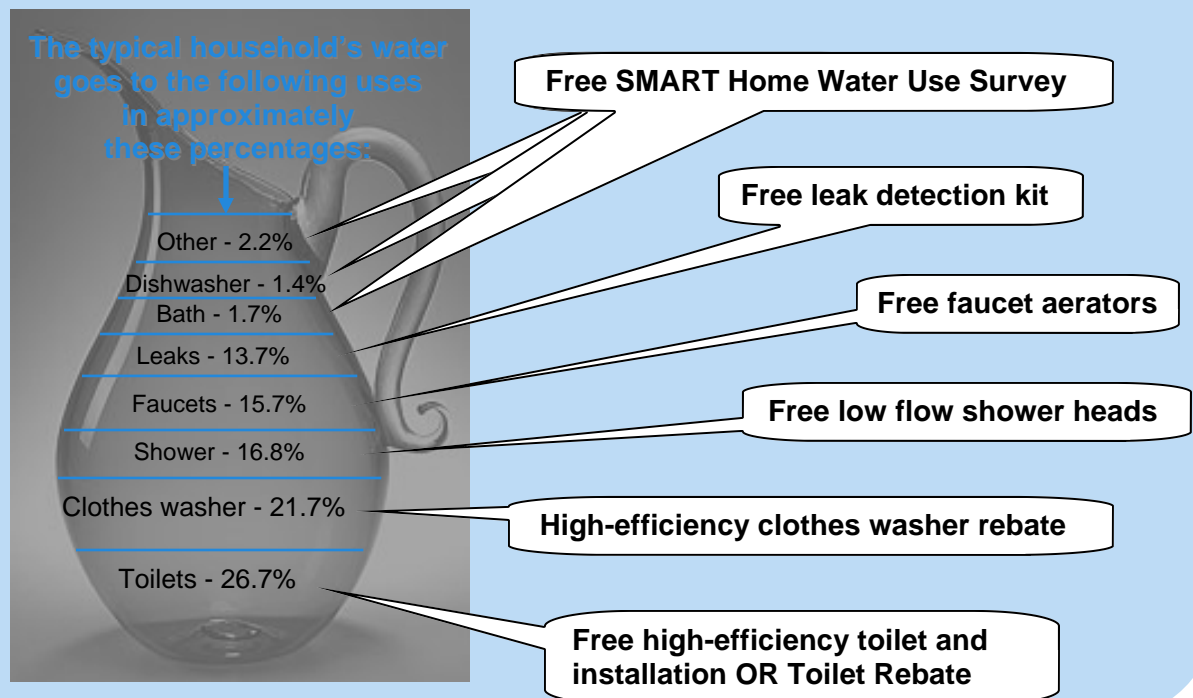 The typical household's water
goes to the following uses
in approximately
these percentages:
Other - 2.2%
Dishwasher - 1.4%
Bath - 1.7%
Leaks - 13.7%
Faucets - 15.7%
Shower - 16.8%
Clothes washer - 21.7%
Toilets - 26.7%
Free SMART Home Water Use Survey
Free leak detection kit
Free faucet aerators
Free low flow shower heads
High-efficiency clothes washer rebate
Free high-efficiency toilet and
installation OR Toilet Rebate